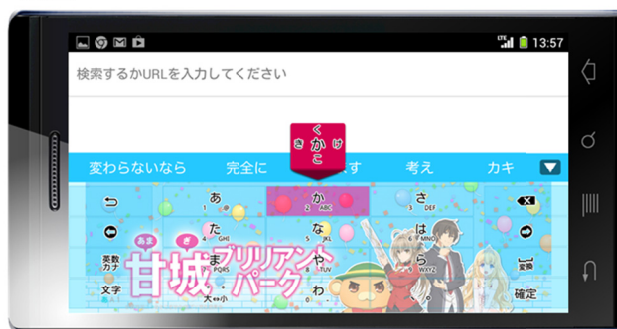 LTE 13:57
検索するかURLを入力してください
く
き か け
こ
変わらないなら 完全に す 考え カキ
あ か さ
1 .@ 2 ABC 3 DEF
た な は
4 GHI 5 JKL 6 MNO
英数カナ ま や ら 変換
7 PQRS 8 TUV WXYZ
文字 大⇔小 わ 、。 確定
0
あま ぎ
甘城ブリリアント
パーク